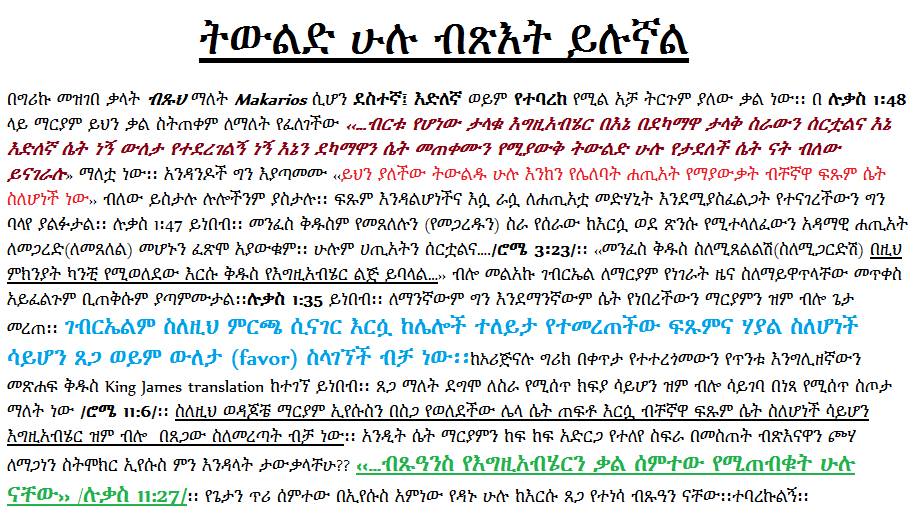 ትውልድ ሁሉ ብጽእት ይሉኛል
በግሪኩ መዝገበ ቃላት ብጹህ ማለት Makarios ሲሆን ደስተኛ፤ እድለኛ ወይም የተባረከ የሚል አቻ ትርጉም ያለው ቃል ነው፡፡ በ ሉቃስ 1:48
ላይ ማርያም ይህን ቃል ስትጠቀም ለማለት የፈለገችው ‹‹...ብርቱ የሆነው ታላቁ እግዚአብሄር በእኔ በደካማዋ ታላቅ ስራውን ሰርቷልና እኔ
እድለኛ ሴት ነኝ ውለታ የተደረገልኝ ነኝ እኔን ደካማዋን ሴት መጠቀሙን የሚያውቅ ትውልድ ሁሉ የታደለች ሴት ናት ብለው
ይናገራሉ» ማለቷ ነው፡፡ አንዳንዶች ግን እያጣመሙ ‹‹ይህን ያለችው ትውልዱ ሁሉ እንከን የሌለባት ሐጢአት የማያውቃት ብቸኛዋ ፍጹም ሴት
ስለሆነች ነው›› ብለው ይስታሉ ሉሎችንም ያስታሉ፡፡ ፍጹም እንዳልሆነችና እሷ ራሷ ለሐጢአቷ መድሃኒት እንደሚያስፈልጋት የተናገረችውን ግን
ባላየ ያልፉታል፡፡ ሉቃስ 1:47 ይነበብ፡፡ መንፈስ ቅዱስም የመጸለሉን (የመጋረዱን) ስራ የሰራው ከእርሷ ወደ ጽንሱ የሚተላለፈውን አዳማዊ ሐጢአት
ለመጋረድ(ለመጸለል) መሆኑን ፈጽሞ አያውቁም፡፡ ሁሉም ሀጢአትን ሰርቷልና..../ሮሜ 3:23/፡፡ ‹‹መንፈስ ቅዱስ ስለሚጸልልሽ(ስለሚጋርድሽ) በዚህ
ምክንያት ካንቺ የሚወለደው እርሱ ቅዱስ የእግዚአብሄር ልጅ ይባላል...›› ብሎ መልአኩ ገብርኤል ለማርያም የነገራት ዜና ስለማይዋጥላቸው መጥቀስ
አይፈልጉም ቢጠቅሱም ያጣምሙታል፡፡ሉቃስ 1:35 ይነበብ፡፡ ለማንኛውም ግን እንደማንኛውም ሴት የነበረችውን ማርያምን ዝም ብሎ ጌታ
መረጠ፡፡ ገብርኤልም ስለዚህ ምርጫ ሲናገር እርሷ ከሌሎች ተለይታ የተመረጠችው ፍጹምና ሃያል ስለሆነች
ሳይሆን ጸጋ ወይም ውለታ (favor) ስላገኘች ብቻ ነው፡፡ከኦሪጅናሉ ግሪክ በቀጥታ የተተረጎመውን የጥንቱ እንግሊዘኛውን
መጽሐፍ ቅዱስ King James translation ከተገኘ ይነበብ፡፡ ጸጋ ማለት ደግሞ ለስራ የሚሰጥ ክፍያ ሳይሆን ዝም ብሎ ሳይገባ በነጻ የሚሰጥ ስጦታ
ማለት ነው /ሮሜ 11:6/፡፡ ስለዚህ ወዳጆቼ ማርያም ኢየሱስን በስጋ የወለደችው ሌላ ሴት ጠፍቶ እርሷ ብቸኛዋ ፍጹም ሴት ስለሆነች ሳይሆን
እግዚአብሄር ዝም ብሎ በጸጋው ስለመረጣት ብቻ ነው፡፡ አንዲት ሴት ማርያምን ከፍ ከፍ አድርጋ የተለየ ስፍራ በመስጠት ብጽእናዋን ጮሃ
ለማጋነን ስትሞክር ኢየሱስ ምን እንዳላት ታውቃላችሁ?? ‹‹...ብጹዓንስ የእግዚአብሄርን ቃል ሰምተው የሚጠብቁት ሁሉ
ናቸው›› /ሉቃስ 11:27/፡፡ የጌታን ጥሪ ሰምተው በኢየሱስ አምነው የዳኑ ሁሉ ከእርሱ ጸጋ የተነሳ ብጹዓን ናቸው፡፡ተባረኩልኝ፡፡